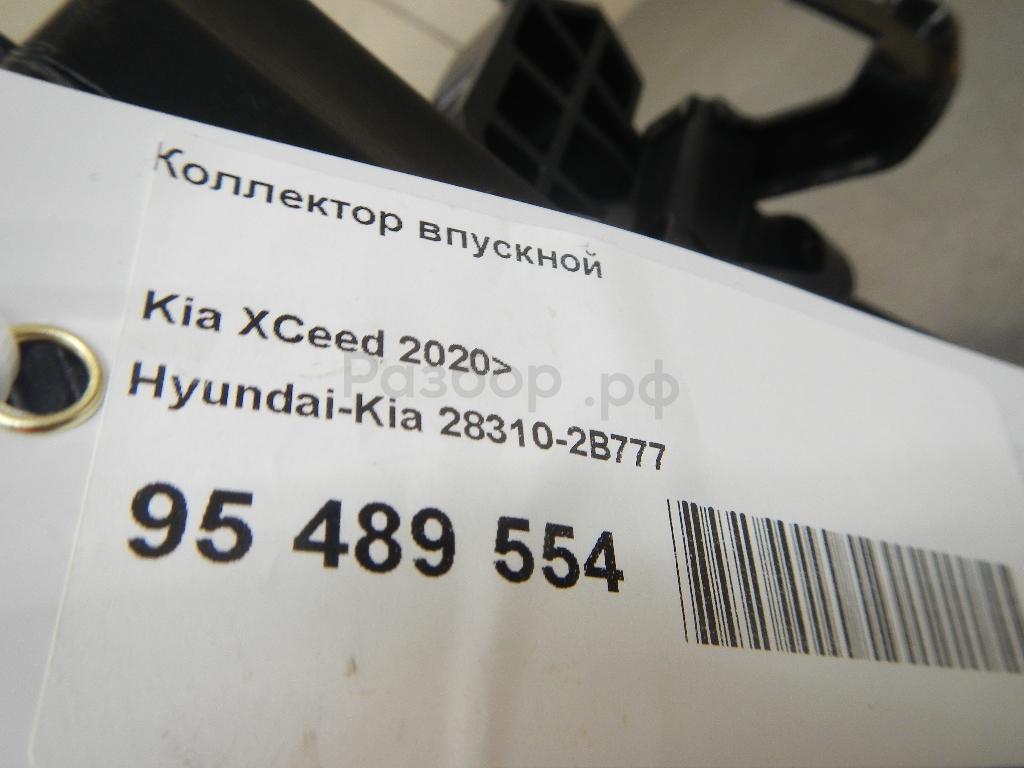 Коллектор впускной
Kia XCeed 2020>
Разбор.рф
Hyundai-Kia 28310-2B777
95 489 554